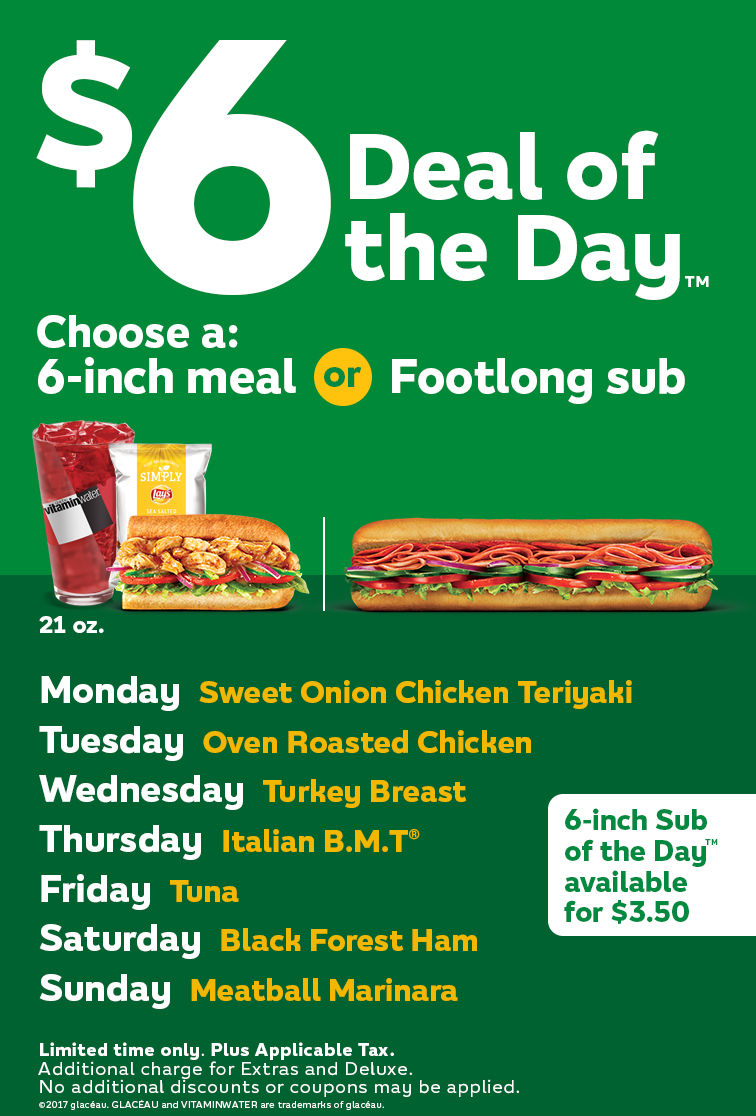 $6 Deal of
the Day™
Choose a:
6-inch meal or Footlong sub
vitaminwater
SIMPLY
Lay's
SEA SALTED
21 oz.
Monday Sweet Onion Chicken Teriyaki
Tuesday Oven Roasted Chicken
Wednesday Turkey Breast
Thursday Italian B.M.T®
Friday Tuna
Saturday Black Forest Ham
Sunday Meatball Marinara
6-inch Sub
of the Day™
available
for $3.50
Limited time only. Plus Applicable Tax.
Additional charge for Extras and Deluxe.
No additional discounts or coupons may be applied.
©2017 glacéau. GLACÉAU and VITAMINWATER are trademarks of glacéau.